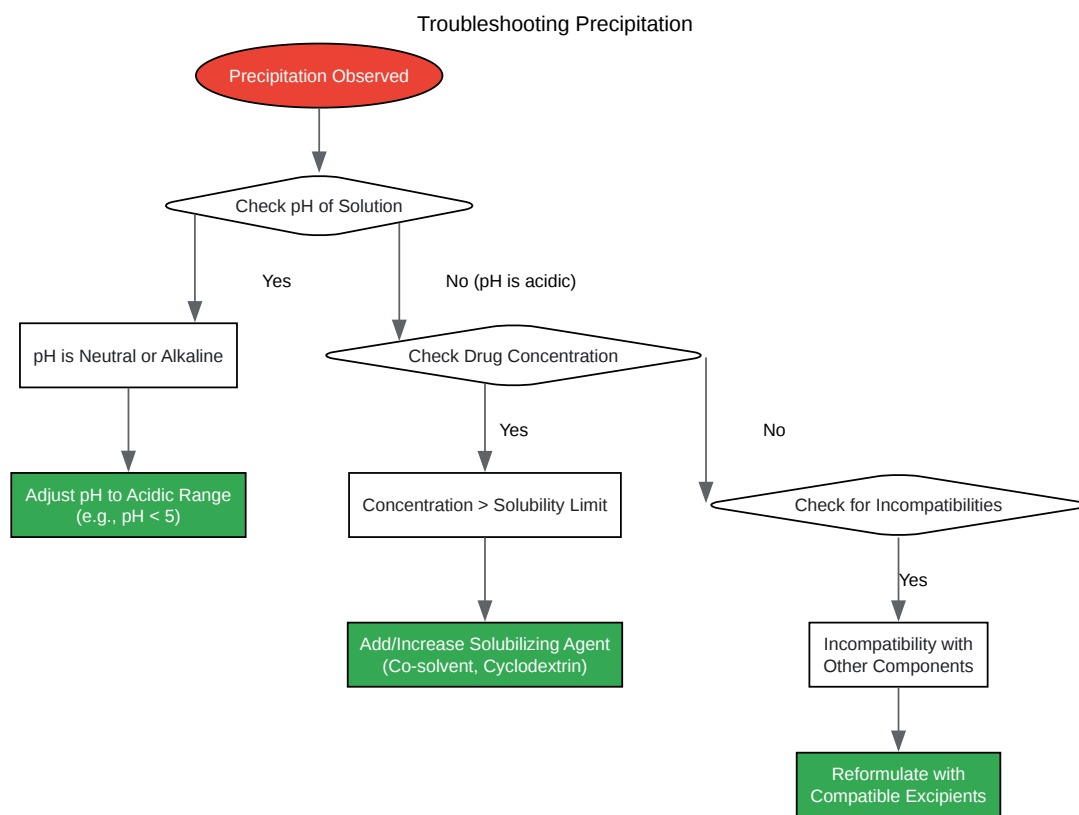 Troubleshooting Precipitation
Precipitation Observed
Check pH of Solution
Yes
No (pH is acidic)
pH is Neutral or Alkaline
Check Drug Concentration
Yes
No
Adjust pH to Acidic Range
(e.g., pH < 5)
Concentration > Solubility Limit
Check for Incompatibilities
Yes
Add/Increase Solubilizing Agent
(Co-solvent, Cyclodextrin)
Incompatibility with
Other Components
Reformulate with
Compatible Excipients